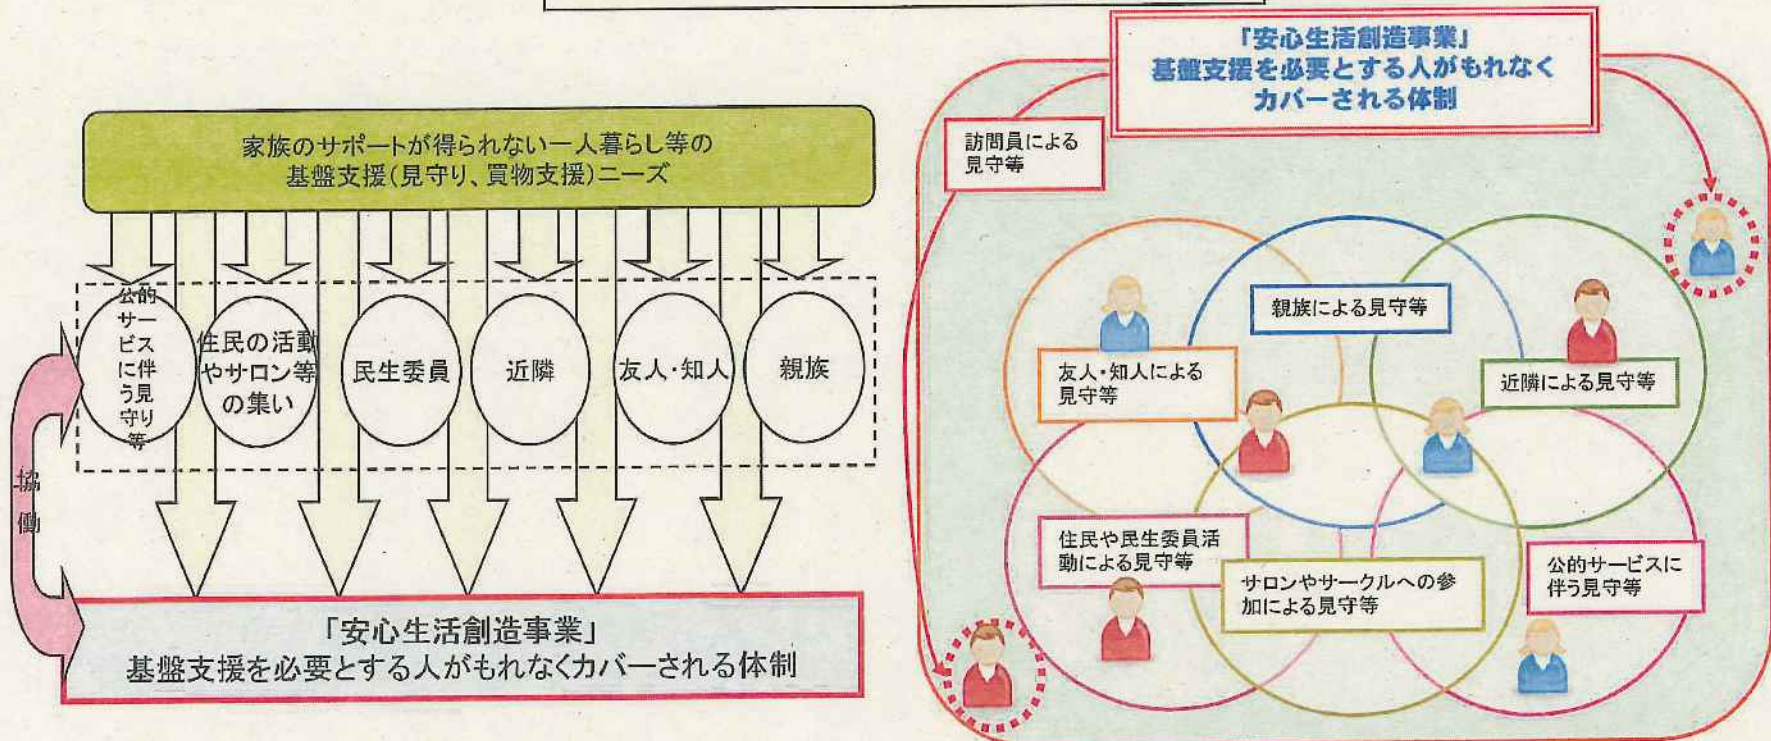 家族のサポートが得られない一人暮らし等の
基盤支援(見守り、買物支援)ニーズ
公的
サー
ビス
に伴
う見
守り
等
住民の活動
やサロン等
の集い
民生委員
近隣
友人・知人
親族
協
働
「安心生活創造事業」
基盤支援を必要とする人がもれなくカバーされる体制
「安心生活創造事業」
基盤支援を必要とする人がもれなく
カバーされる体制
訪問員による
見守等
親族による見守等
友人・知人による
見守等
近隣による見守等
住民や民生委員活
動による見守等
サロンやサークルへの参
加による見守等
公的サービスに
伴う見守等